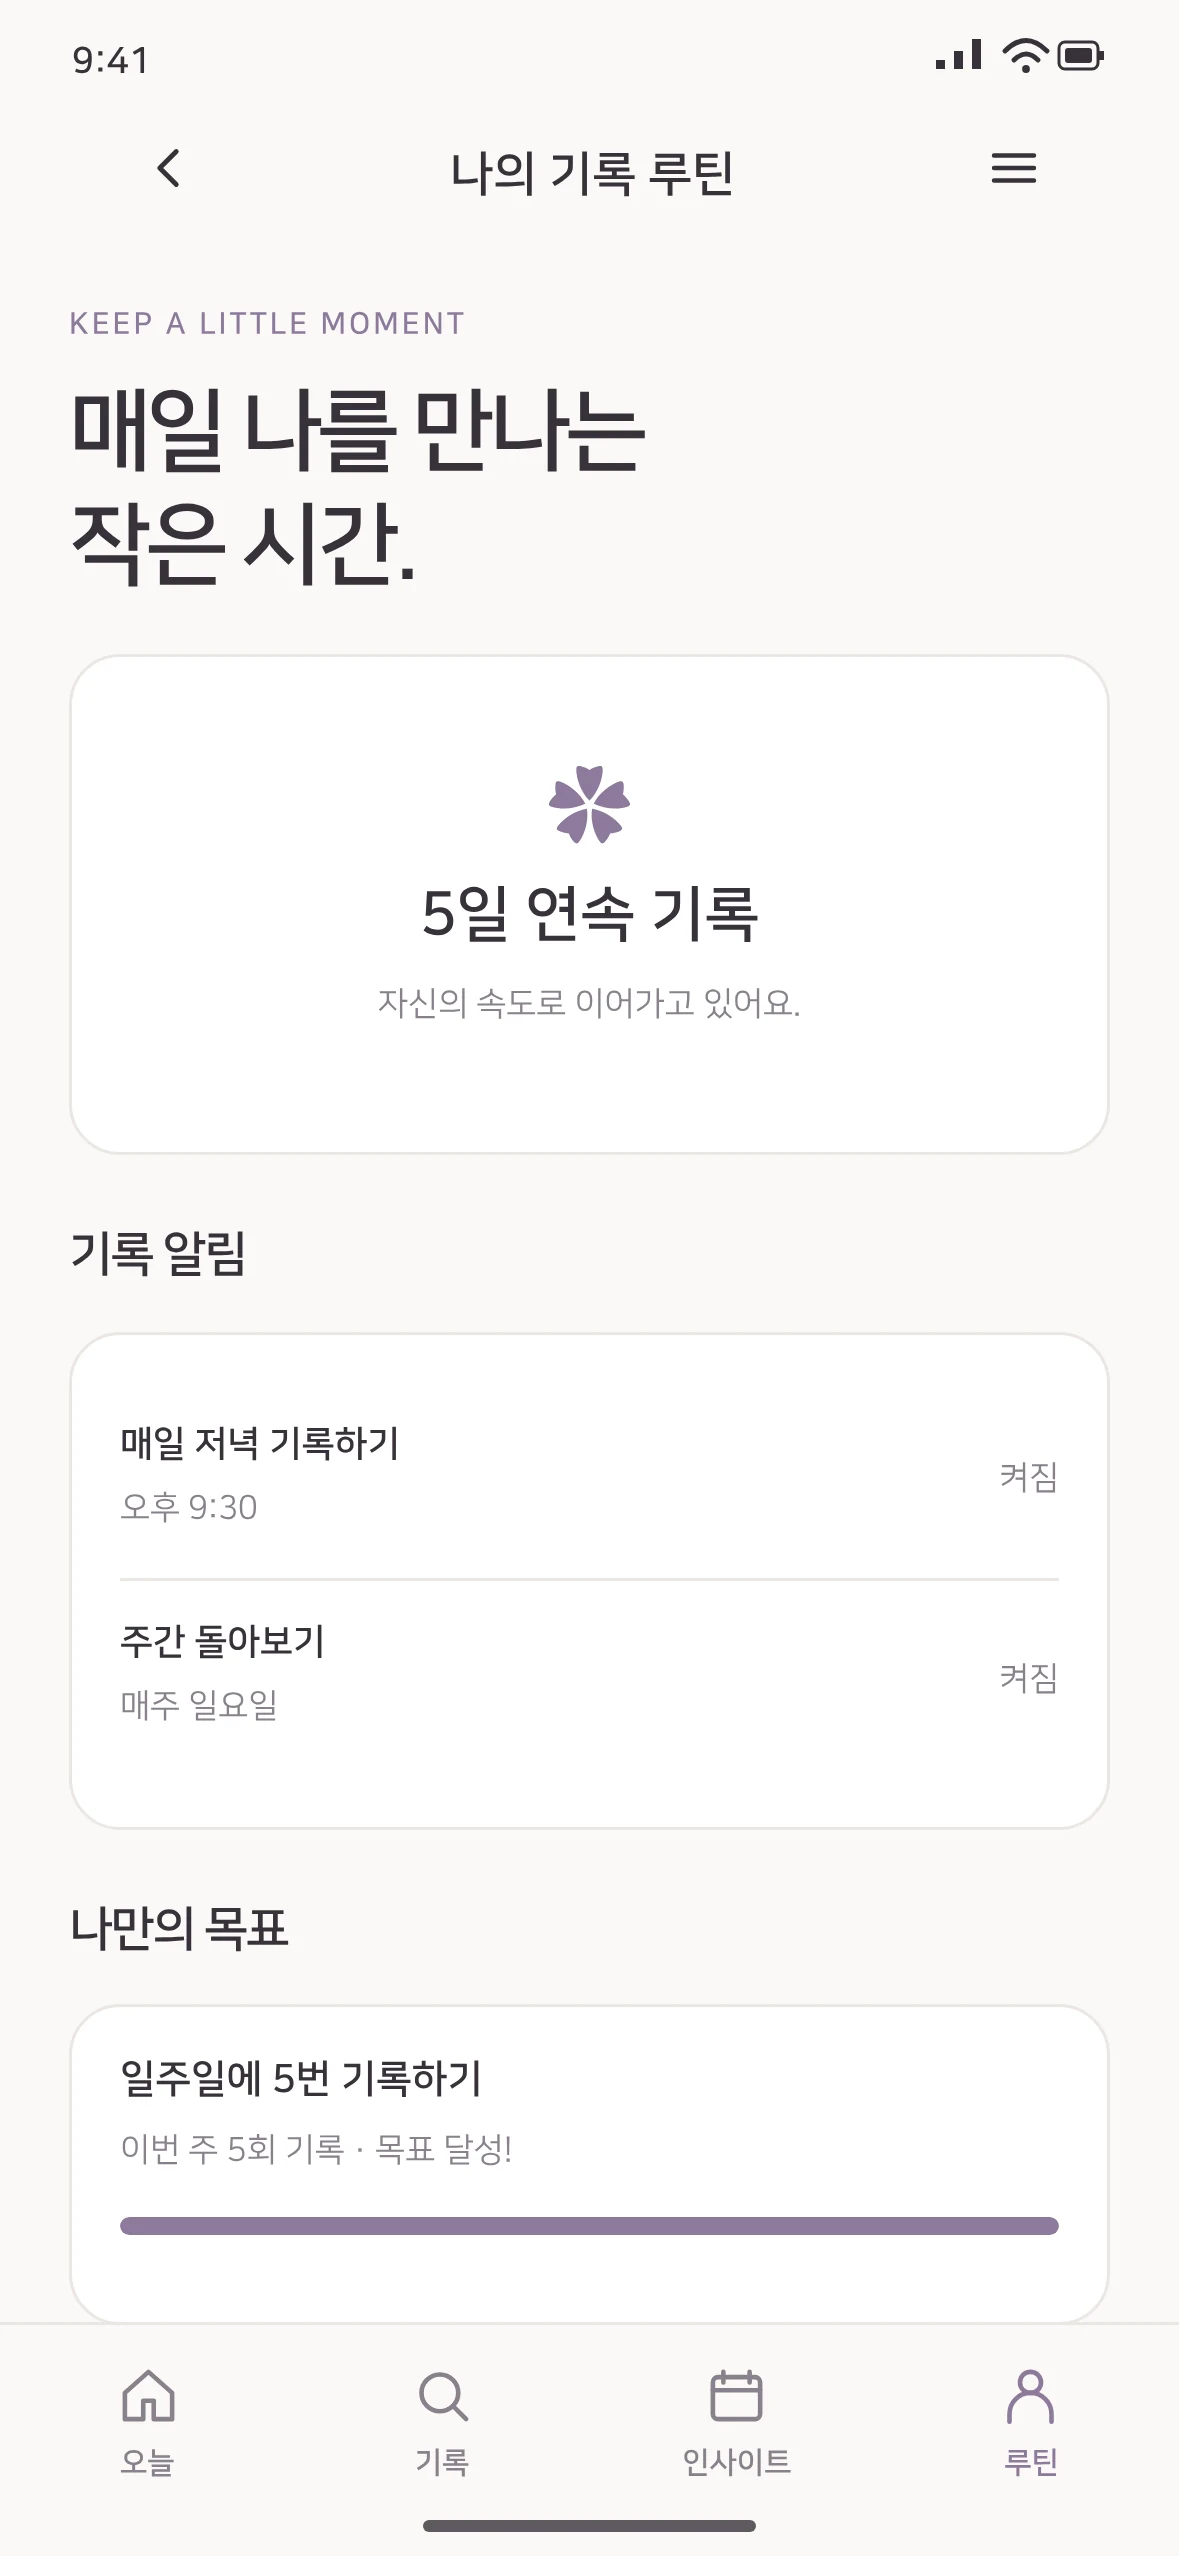 9:41
나의 기록 루틴
KEEP A LITTLE MOMENT
매일 나를 만나는
작은 시간.
5일 연속 기록
자신의 속도로 이어가고 있어요.
기록 알림
매일 저녁 기록하기
오후 9:30
켜짐
주간 돌아보기
매주 일요일
켜짐
나만의 목표
일주일에 5번 기록하기
이번 주 5회 기록 · 목표 달성!
오늘
기록
인사이트
루틴